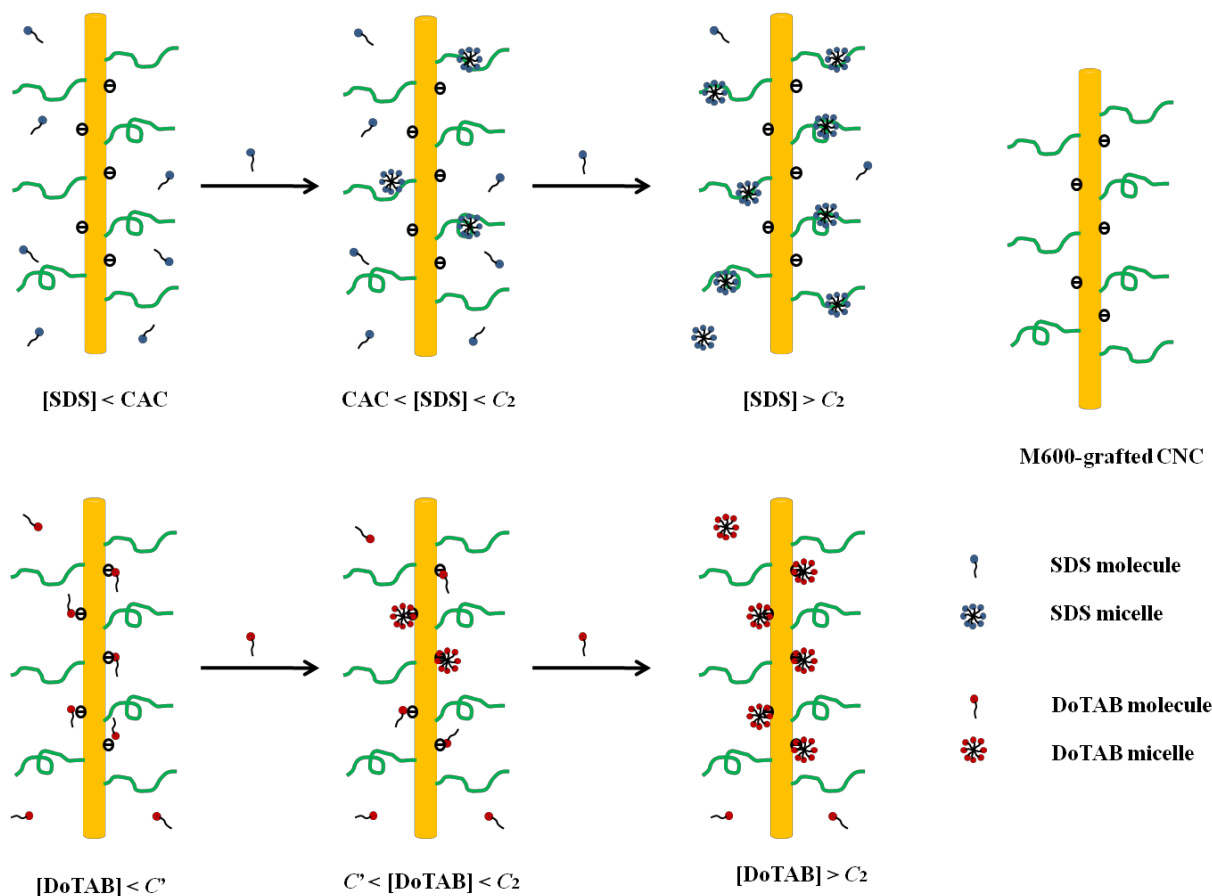 [SDS] < CAC
CAC < [SDS] < C2
[SDS] > C2
M600-grafted CNC
SDS molecule
SDS micelle
DoTAB molecule
DoTAB micelle
[DoTAB] < C'
C' < [DoTAB] < C2
[DoTAB] > C2